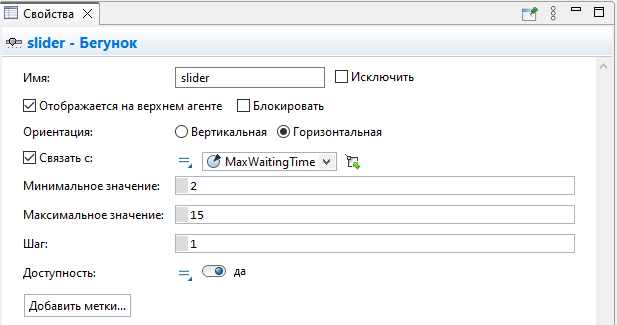 Свойства
slider - Бегунок
Имя: slider Исключить
Отображается на верхнем агенте Блокировать
Ориентация: Вертикальная Горизонтальная
Связать с: MaxWaitingTime
Минимальное значение: 2
Максимальное значение: 15
Шаг: 1
Доступность: да
Добавить метки...